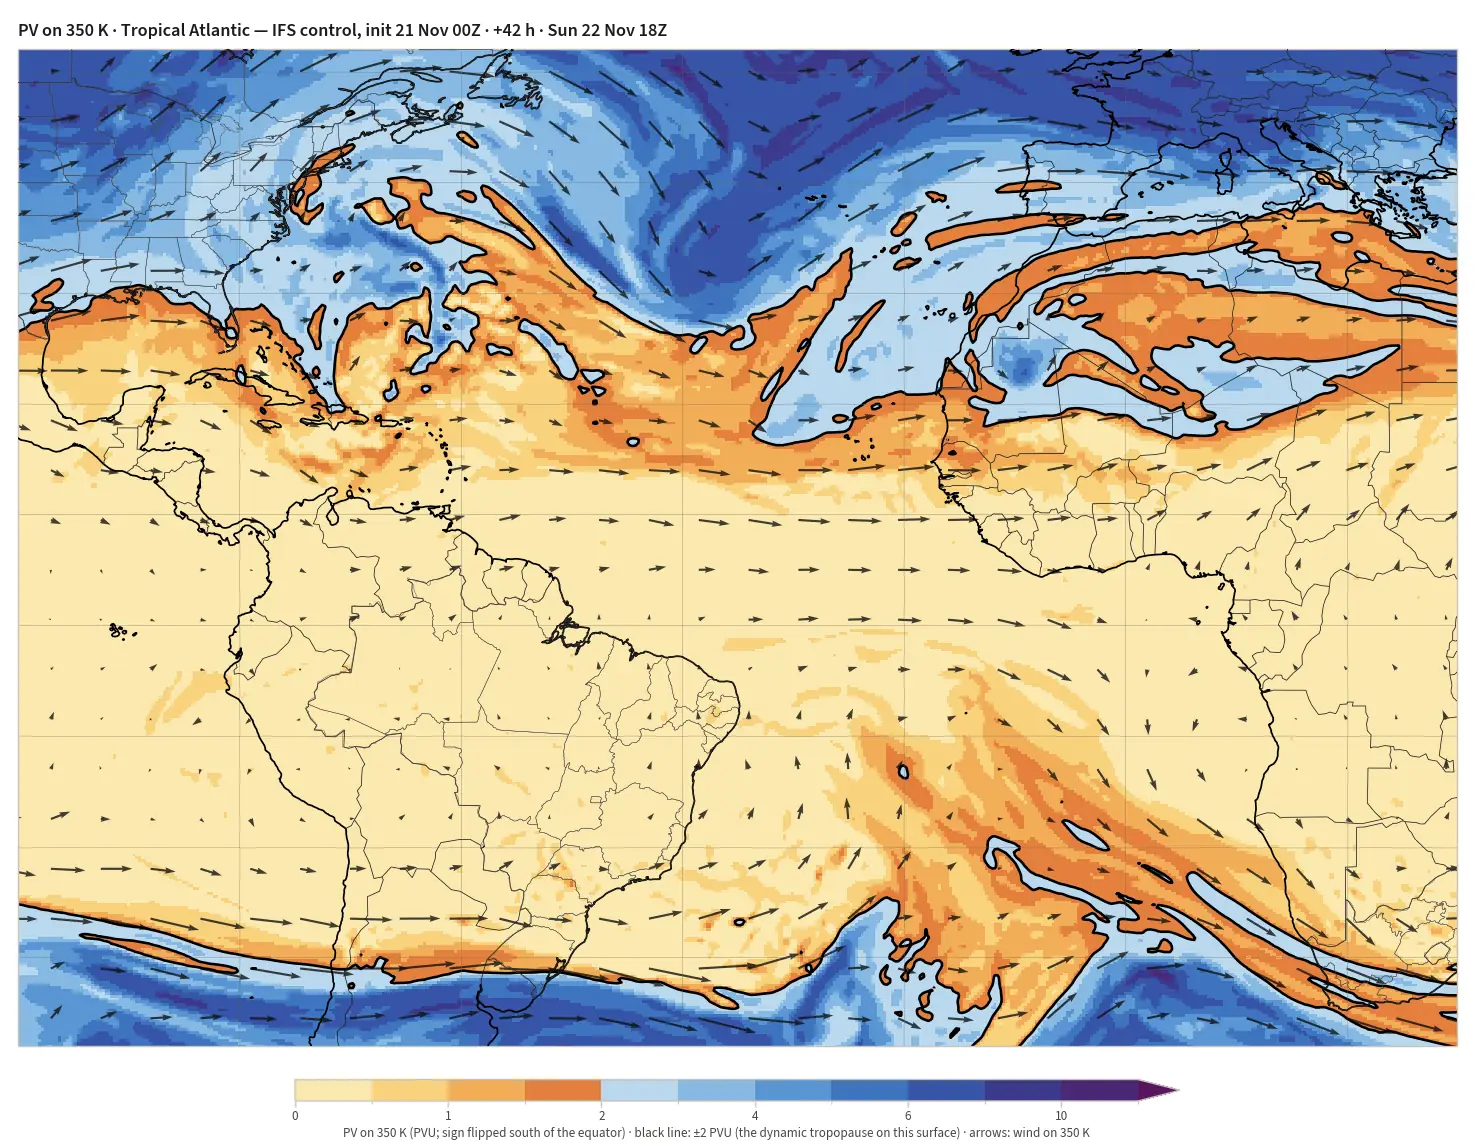 PV on 350 K · Tropical Atlantic — IFS control, init 21 Nov 00Z · +42 h · Sun 22 Nov 18Z
0 1 2 4 6 10
PV on 350 K (PVU; sign flipped south of the equator) · black line: ±2 PVU (the dynamic tropopause on this surface) · arrows: wind on 350 K